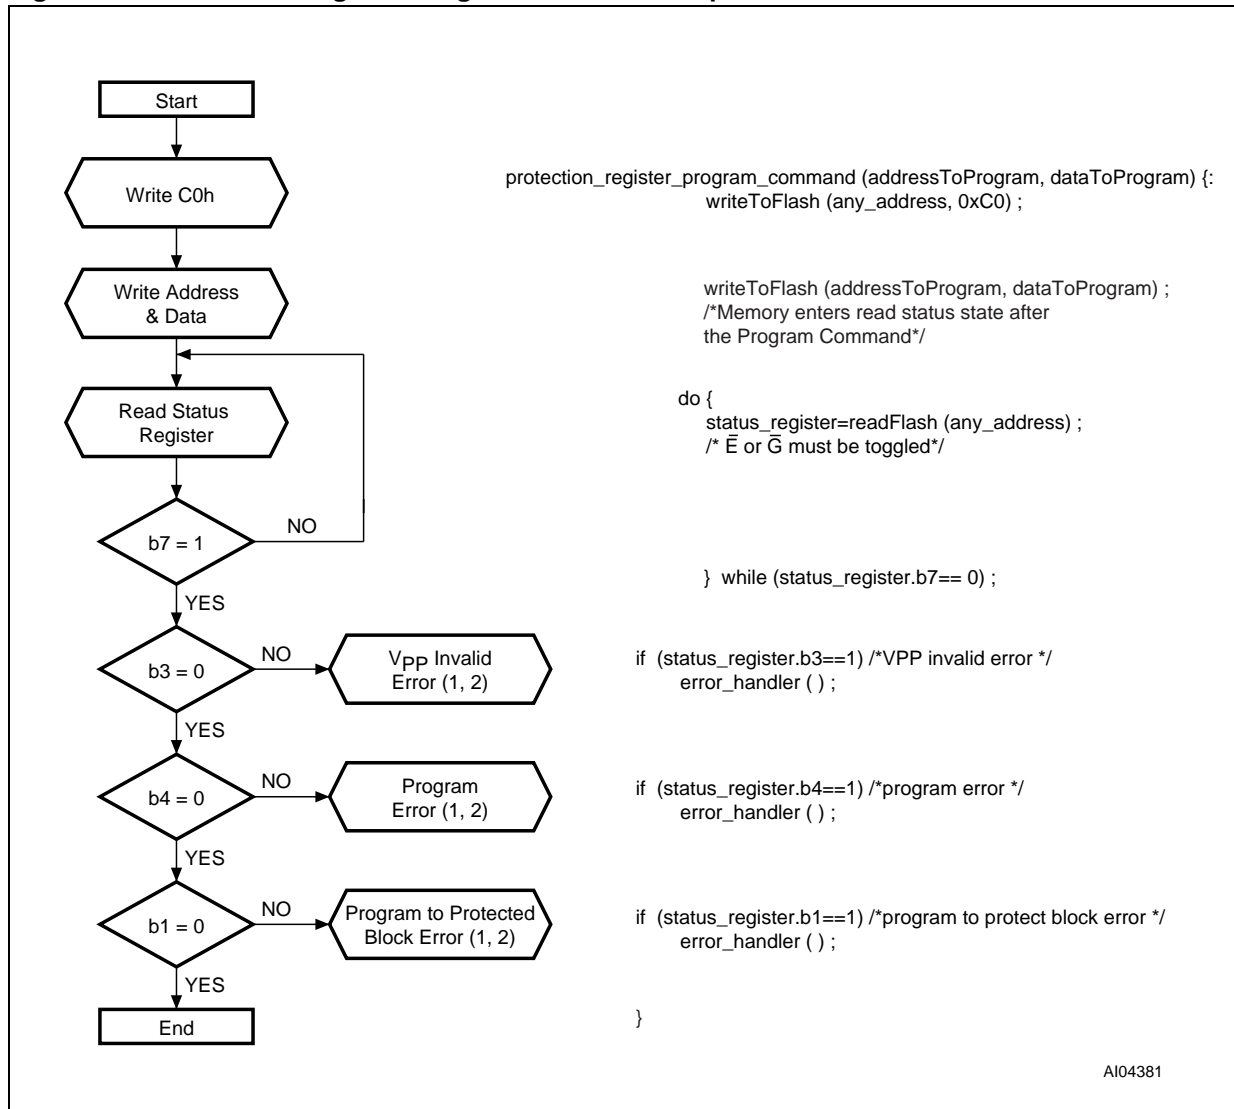 Start
Write C0h
protection_register_program_command (addressToProgram, dataToProgram) {:
writeToFlash (any_address, 0xC0) ;
Write Address
& Data
writeToFlash (addressToProgram, dataToProgram) ;
/*Memory enters read status state after
the Program Command*/
Read Status
Register
do {
status_register=readFlash (any_address) ;
/* E̅ or G̅ must be toggled*/
b7 = 1
NO
} while (status_register.b7== 0) ;
YES
b3 = 0
NO
VPP Invalid
Error (1, 2)
if (status_register.b3==1) /*VPP invalid error */
error_handler ( ) ;
YES
b4 = 0
NO
Program
Error (1, 2)
if (status_register.b4==1) /*program error */
error_handler ( ) ;
YES
b1 = 0
NO
Program to Protected
Block Error (1, 2)
if (status_register.b1==1) /*program to protect block error */
error_handler ( ) ;
YES
End
}
AI04381